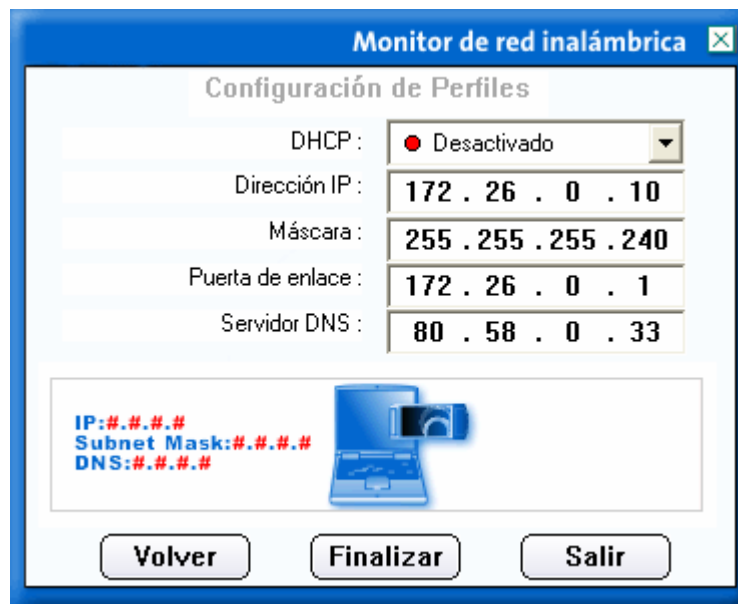 Monitor de red inalámbrica
Configuración de Perfiles
DHCP : Desactivado
Dirección IP : 172 . 26 . 0 . 10
Máscara : 255 . 255 . 255 . 240
Puerta de enlace : 172 . 26 . 0 . 1
Servidor DNS : 80 . 58 . 0 . 33
IP:#.#.#.#
Subnet Mask:#.#.#.#
DNS:#.#.#.#
Volver Finalizar Salir